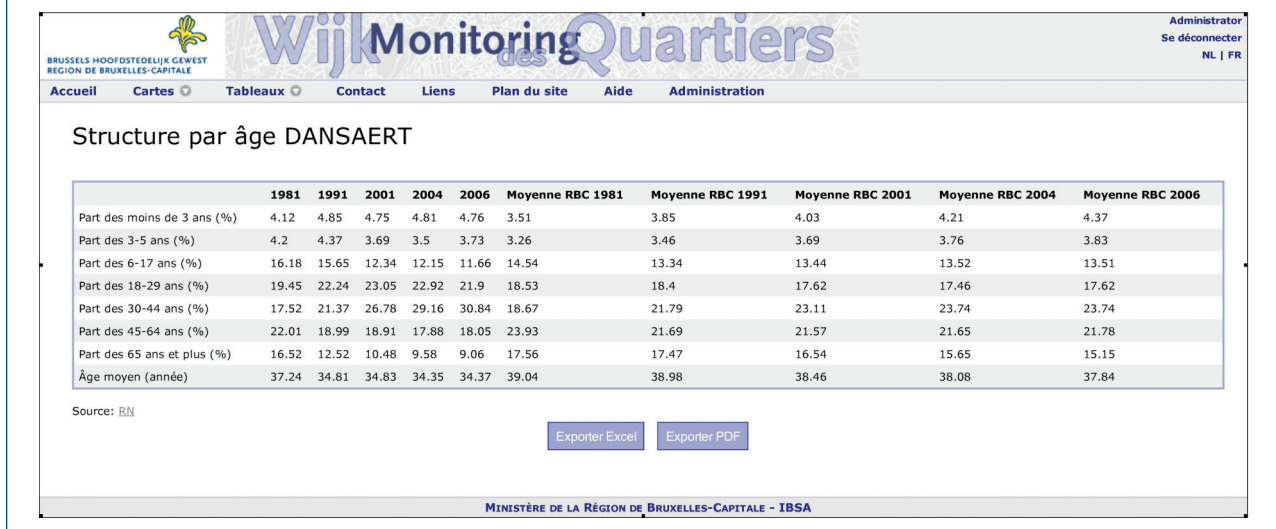 Wijk Monitoring des Quartiers
BRUSSELS HOOFDSTEDELIJK GEWEST
REGION DE BRUXELLES-CAPITALE
Administrator
Se déconnecter
NL | FR
Accueil Cartes Tableaux Contact Liens Plan du site Aide Administration
Structure par âge DANSAERT
1981 1991 2001 2004 2006 Moyenne RBC 1981 Moyenne RBC 1991 Moyenne RBC 2001 Moyenne RBC 2004 Moyenne RBC 2006
Part des moins de 3 ans (%) 4.12 4.85 4.75 4.81 4.76 3.51 3.85 4.03 4.21 4.37
Part des 3-5 ans (%) 4.2 4.37 3.69 3.5 3.73 3.26 3.46 3.69 3.76 3.83
Part des 6-17 ans (%) 16.18 15.65 12.34 12.15 11.66 14.54 13.34 13.44 13.52 13.51
Part des 18-29 ans (%) 19.45 22.24 23.05 22.92 21.9 18.53 18.4 17.62 17.46 17.62
Part des 30-44 ans (%) 17.52 21.37 26.78 29.16 30.84 18.67 21.79 23.11 23.74 23.74
Part des 45-64 ans (%) 22.01 18.99 18.91 17.88 18.05 23.93 21.69 21.57 21.65 21.78
Part des 65 ans et plus (%) 16.52 12.52 10.48 9.58 9.06 17.56 17.47 16.54 15.65 15.15
Âge moyen (année) 37.24 34.81 34.83 34.35 34.37 39.04 38.98 38.46 38.08 37.84
Source: RN
Exporter Excel Exporter PDF
MINISTÈRE DE LA RÉGION DE BRUXELLES-CAPITALE - IBSA